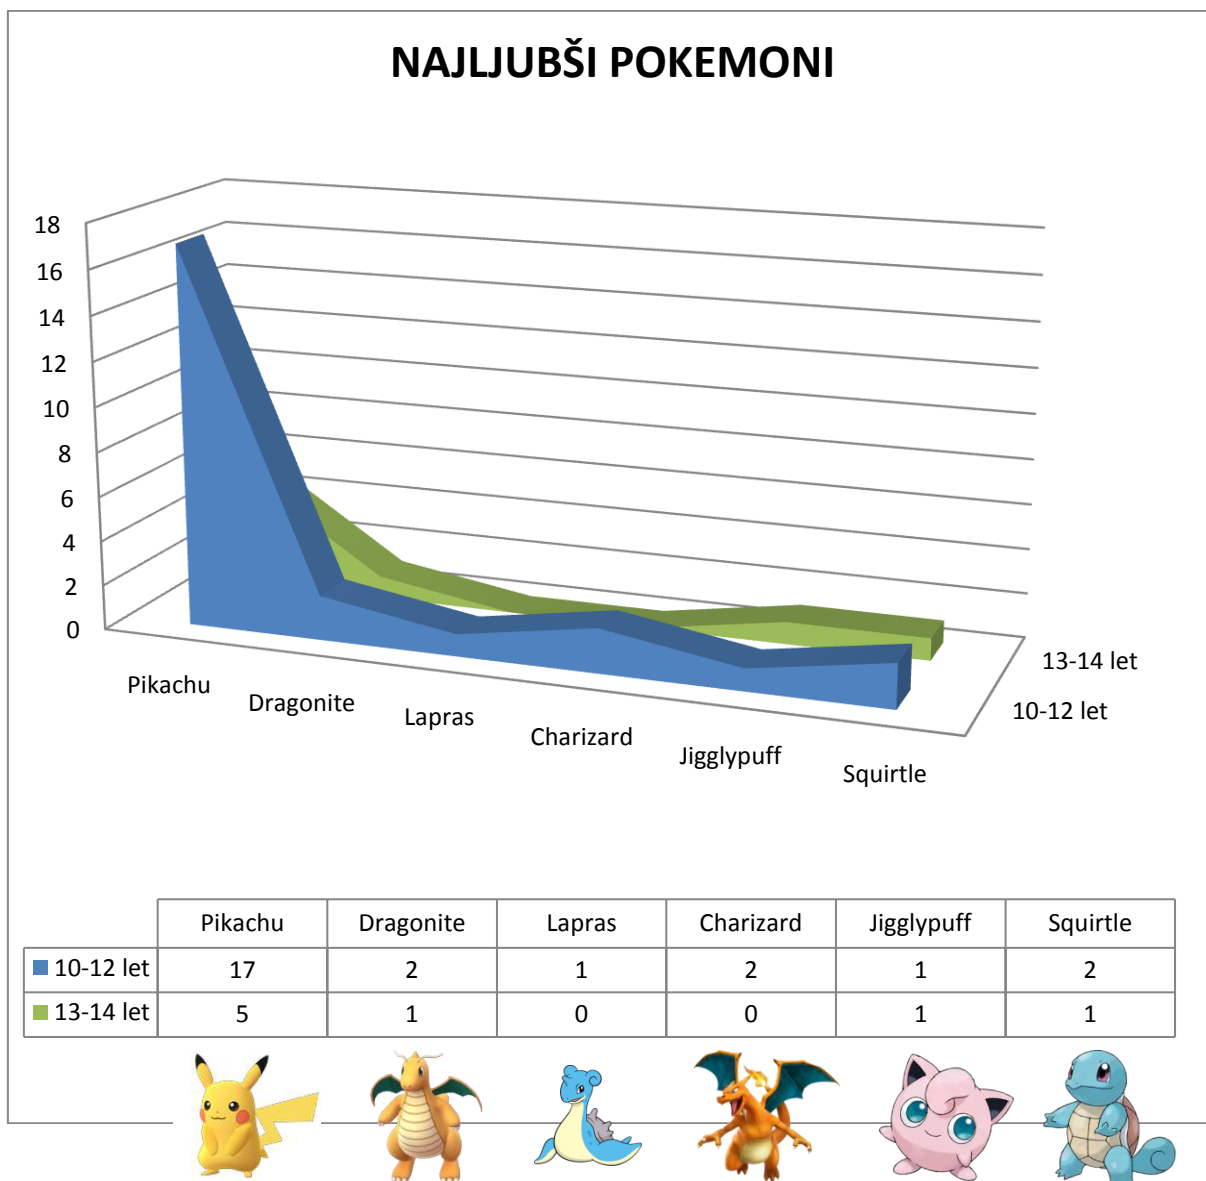 NAJLJUBŠI POKEMONI
18
16
14
12
10
8
6
4
2
0
Pikachu
Dragonite
Lapras
Charizard
Jigglypuff
Squirtle
13-14 let
10-12 let
Pikachu Dragonite Lapras Charizard Jigglypuff Squirtle
10-12 let 17 2 1 2 1 2
13-14 let 5 1 0 0 1 1